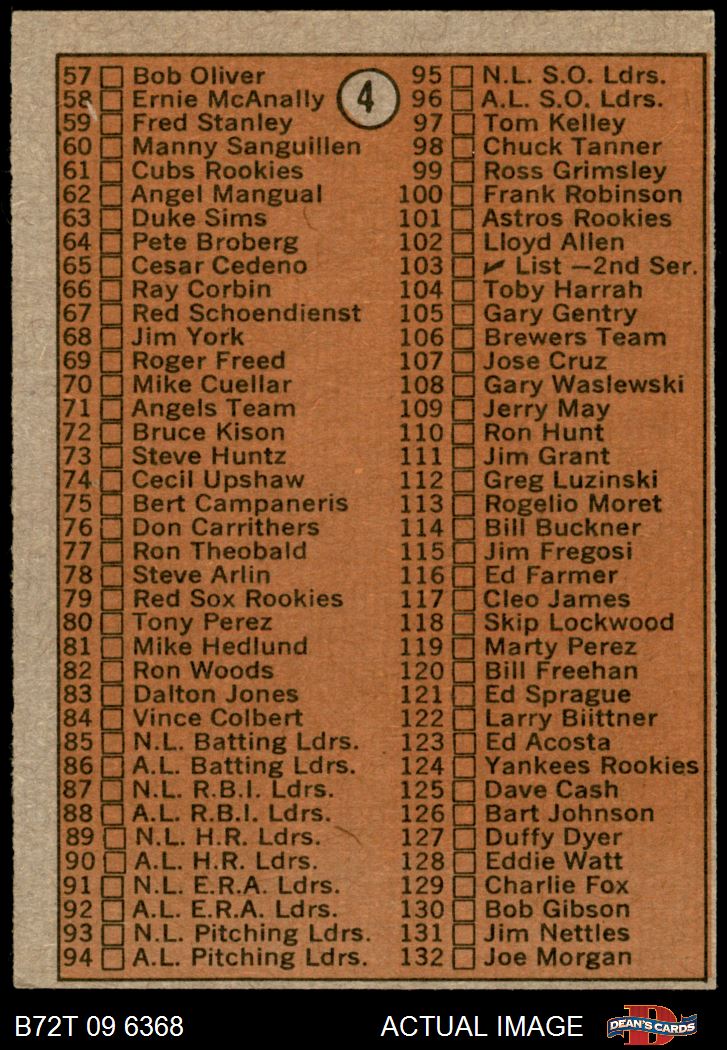 4
57 Bob Oliver
58 Ernie McAnally
59 Fred Stanley
60 Manny Sanguillen
61 Cubs Rookies
62 Angel Mangual
63 Duke Sims
64 Pete Broberg
65 Cesar Cedeno
66 Ray Corbin
67 Red Schoendienst
68 Jim York
69 Roger Freed
70 Mike Cuellar
71 Angels Team
72 Bruce Kison
73 Steve Huntz
74 Cecil Upshaw
75 Bert Campaneris
76 Don Carrithers
77 Ron Theobald
78 Steve Arlin
79 Red Sox Rookies
80 Tony Perez
81 Mike Hedlund
82 Ron Woods
83 Dalton Jones
84 Vince Colbert
85 N.L. Batting Ldrs.
86 A.L. Batting Ldrs.
87 N.L. R.B.I. Ldrs.
88 A.L. R.B.I. Ldrs.
89 N.L. H.R. Ldrs.
90 A.L. H.R. Ldrs.
91 N.L. E.R.A. Ldrs.
92 A.L. E.R.A. Ldrs.
93 N.L. Pitching Ldrs.
94 A.L. Pitching Ldrs.
95 N.L. S.O. Ldrs.
96 A.L. S.O. Ldrs.
97 Tom Kelley
98 Chuck Tanner
99 Ross Grimsley
100 Frank Robinson
101 Astros Rookies
102 Lloyd Allen
103 ✓ List —2nd Ser.
104 Toby Harrah
105 Gary Gentry
106 Brewers Team
107 Jose Cruz
108 Gary Waslewski
109 Jerry May
110 Ron Hunt
111 Jim Grant
112 Greg Luzinski
113 Rogelio Moret
114 Bill Buckner
115 Jim Fregosi
116 Ed Farmer
117 Cleo James
118 Skip Lockwood
119 Marty Perez
120 Bill Freehan
121 Ed Sprague
122 Larry Biittner
123 Ed Acosta
124 Yankees Rookies
125 Dave Cash
126 Bart Johnson
127 Duffy Dyer
128 Eddie Watt
129 Charlie Fox
130 Bob Gibson
131 Jim Nettles
132 Joe Morgan
B72T 09 6368 ACTUAL IMAGE D DEAN'S CARDS